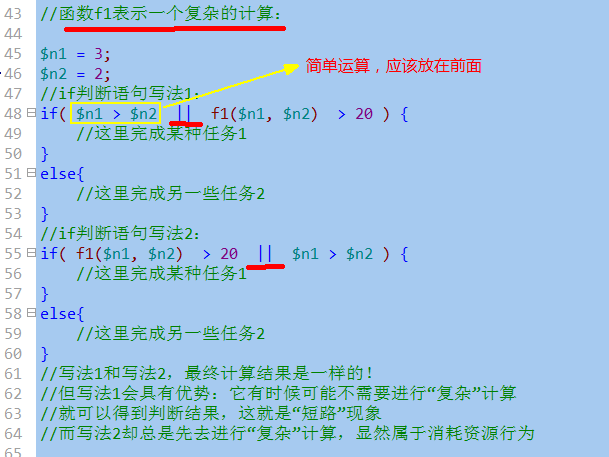 43 //函数f1表示一个复杂的计算:
44
45 $n1 = 3;
46 $n2 = 2;
简单运算，应该放在前面
47 //if判断语句写法1:
48 if( $n1 > $n2 || f1($n1, $n2) > 20 ) {
49 //这里完成某种任务1
50 }
51 else{
52 //这里完成另一些任务2
53 }
54 //if判断语句写法2:
55 if( f1($n1, $n2) > 20 || $n1 > $n2 ) {
56 //这里完成某种任务1
57 }
58 else{
59 //这里完成另一些任务2
60 }
61 //写法1和写法2，最终计算结果是一样的！
62 //但写法1会具有优势：它有时候可能不需要进行“复杂”计算
63 //就可以得到判断结果，这就是“短路”现象
64 //而写法2却总是先去进行“复杂”计算，显然属于消耗资源行为
65